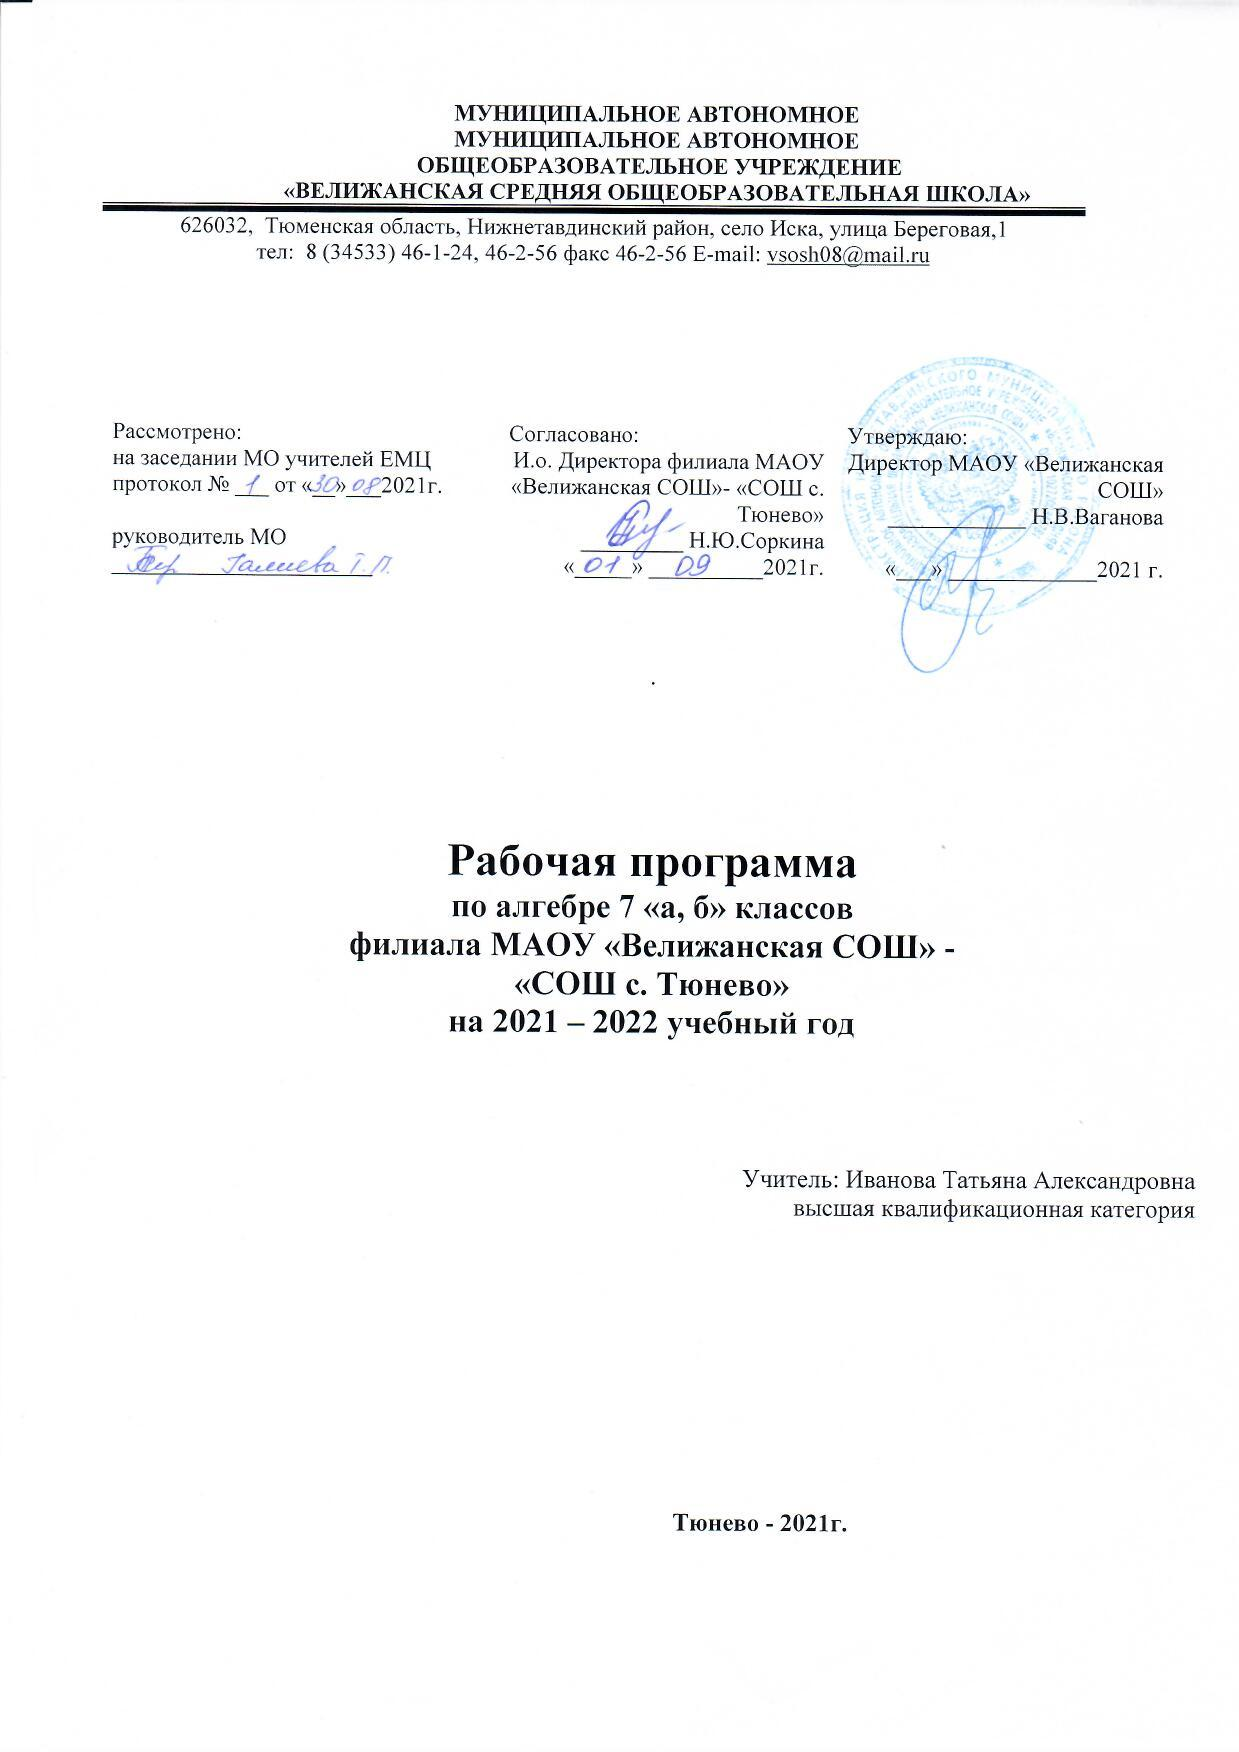 МУНИЦИПАЛЬНОЕ АВТОНОМНОЕ
МУНИЦИПАЛЬНОЕ АВТОНОМНОЕ
ОБЩЕОБРАЗОВАТЕЛЬНОЕ УЧРЕЖДЕНИЕ
«ВЕЛИЖАНСКАЯ СРЕДНЯЯ ОБЩЕОБРАЗОВАТЕЛЬНАЯ ШКОЛА»
626032, Тюменская область, Нижнетавдинский район, село Иска, улица Береговая,1
тел: 8 (34533) 46-1-24, 46-2-56 факс 46-2-56 E-mail: vsosh08@mail.ru
Рассмотрено:
на заседании МО учителей ЕМЦ
протокол № 1 от «30» 08 2021г.
руководитель МО
Галиева Т.П.
Согласовано:
И.о. Директора филиала МАОУ
«Велижанская СОШ»- «СОШ с.
Тюнево»
__________ Н.Ю.Соркина
«01» 09 2021г.
Утверждаю:
Директор МАОУ «Велижанская
СОШ»
_____________ Н.В.Ваганова
«___»______________2021 г.
Рабочая программа
по алгебре 7 «а, б» классов
филиала МАОУ «Велижанская СОШ» -
«СОШ с. Тюнево»
на 2021 – 2022 учебный год
Учитель: Иванова Татьяна Александровна
высшая квалификационная категория
Тюнево - 2021г.